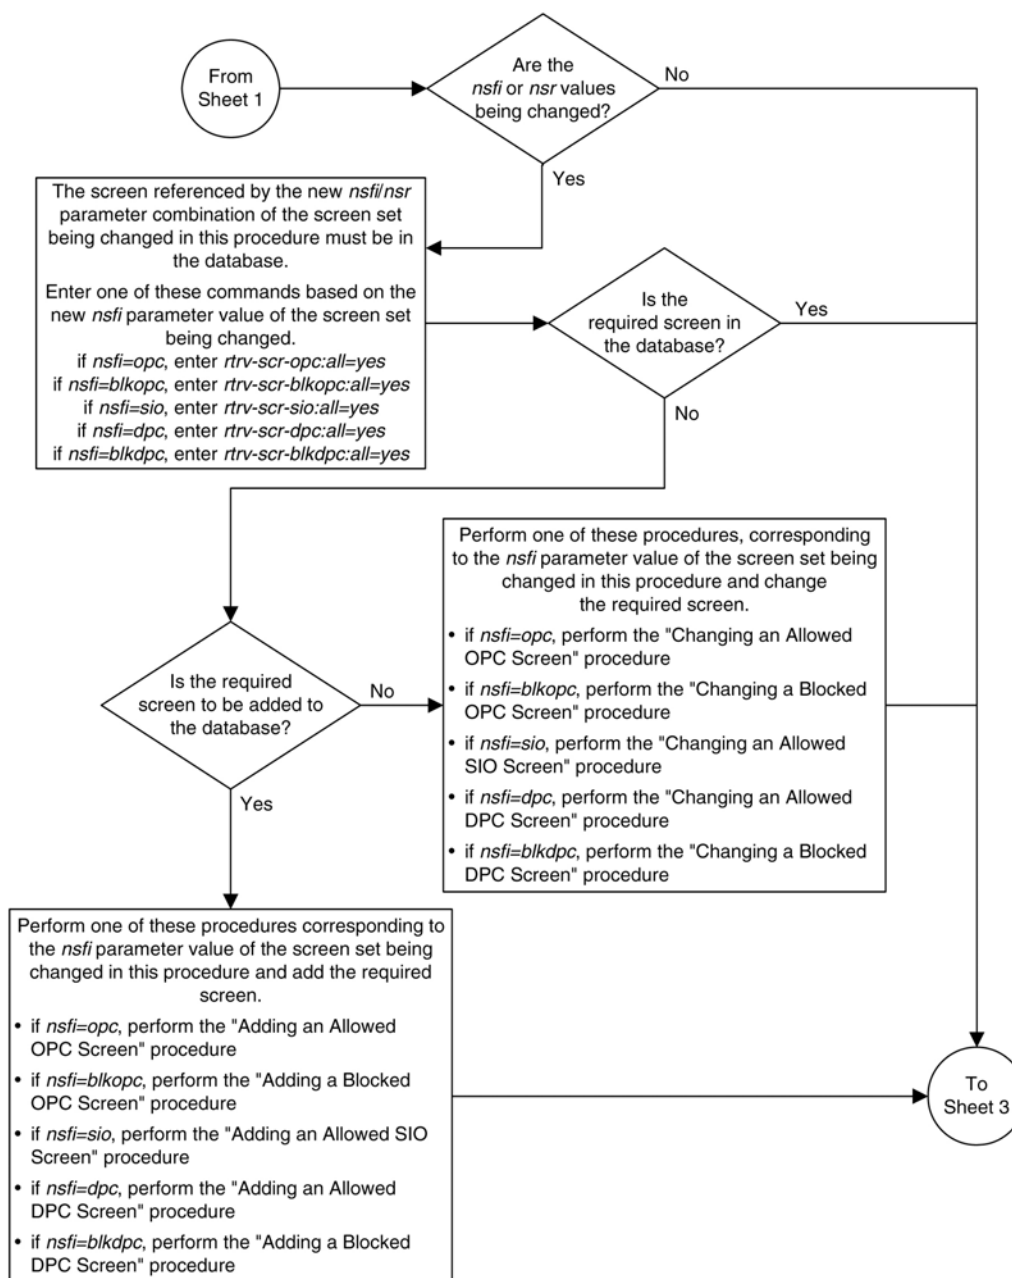 From
Sheet 1
Are the
nsfi or nsr values
being changed?
No
Yes
The screen referenced by the new nsfi/nsr
parameter combination of the screen set
being changed in this procedure must be in
the database.
Enter one of these commands based on the
new nsfi parameter value of the screen set
being changed.
if nsfi=opc, enter rtrv-scr-opc:all=yes
if nsfi=blkopc, enter rtrv-scr-blkopc:all=yes
if nsfi=sio, enter rtrv-scr-sio:all=yes
if nsfi=dpc, enter rtrv-scr-dpc:all=yes
if nsfi=blkdpc, enter rtrv-scr-blkdpc:all=yes
Is the
required screen in
the database?
Yes
No
Perform one of these procedures, corresponding
to the nsfi parameter value of the screen set being
changed in this procedure and change
the required screen.
• if nsfi=opc, perform the "Changing an Allowed
OPC Screen" procedure
• if nsfi=blkopc, perform the "Changing a Blocked
OPC Screen" procedure
• if nsfi=sio, perform the "Changing an Allowed
SIO Screen" procedure
• if nsfi=dpc, perform the "Changing an Allowed
DPC Screen" procedure
• if nsfi=blkdpc, perform the "Changing a Blocked
DPC Screen" procedure
Is the required
screen to be added to
the database?
No
Yes
Perform one of these procedures corresponding to
the nsfi parameter value of the screen set being
changed in this procedure and add the required
screen.
• if nsfi=opc, perform the "Adding an Allowed
OPC Screen" procedure
• if nsfi=blkopc, perform the "Adding a Blocked
OPC Screen" procedure
• if nsfi=sio, perform the "Adding an Allowed SIO
Screen" procedure
• if nsfi=dpc, perform the "Adding an Allowed
DPC Screen" procedure
• if nsfi=blkdpc, perform the "Adding a Blocked
DPC Screen" procedure
To
Sheet 3